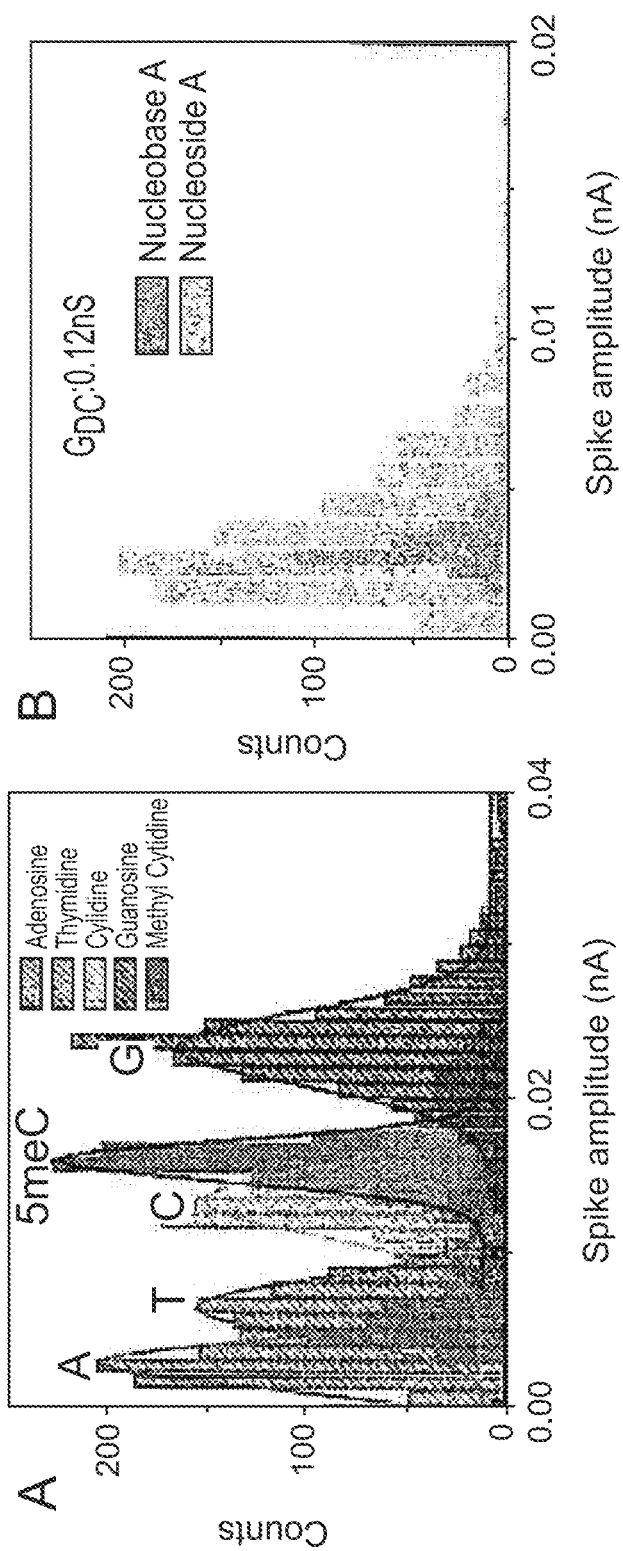 A
Counts
200
100
0
0.00
0.02
0.04
Spike amplitude (nA)
A
T
C
5meC
G
Adenosine
Thymidine
Cylidine
Guanosine
Methyl Cytidine
B
Counts
200
100
0
0.00
0.01
0.02
Spike amplitude (nA)
GDC:0.12nS
Nucleobase A
Nucleoside A